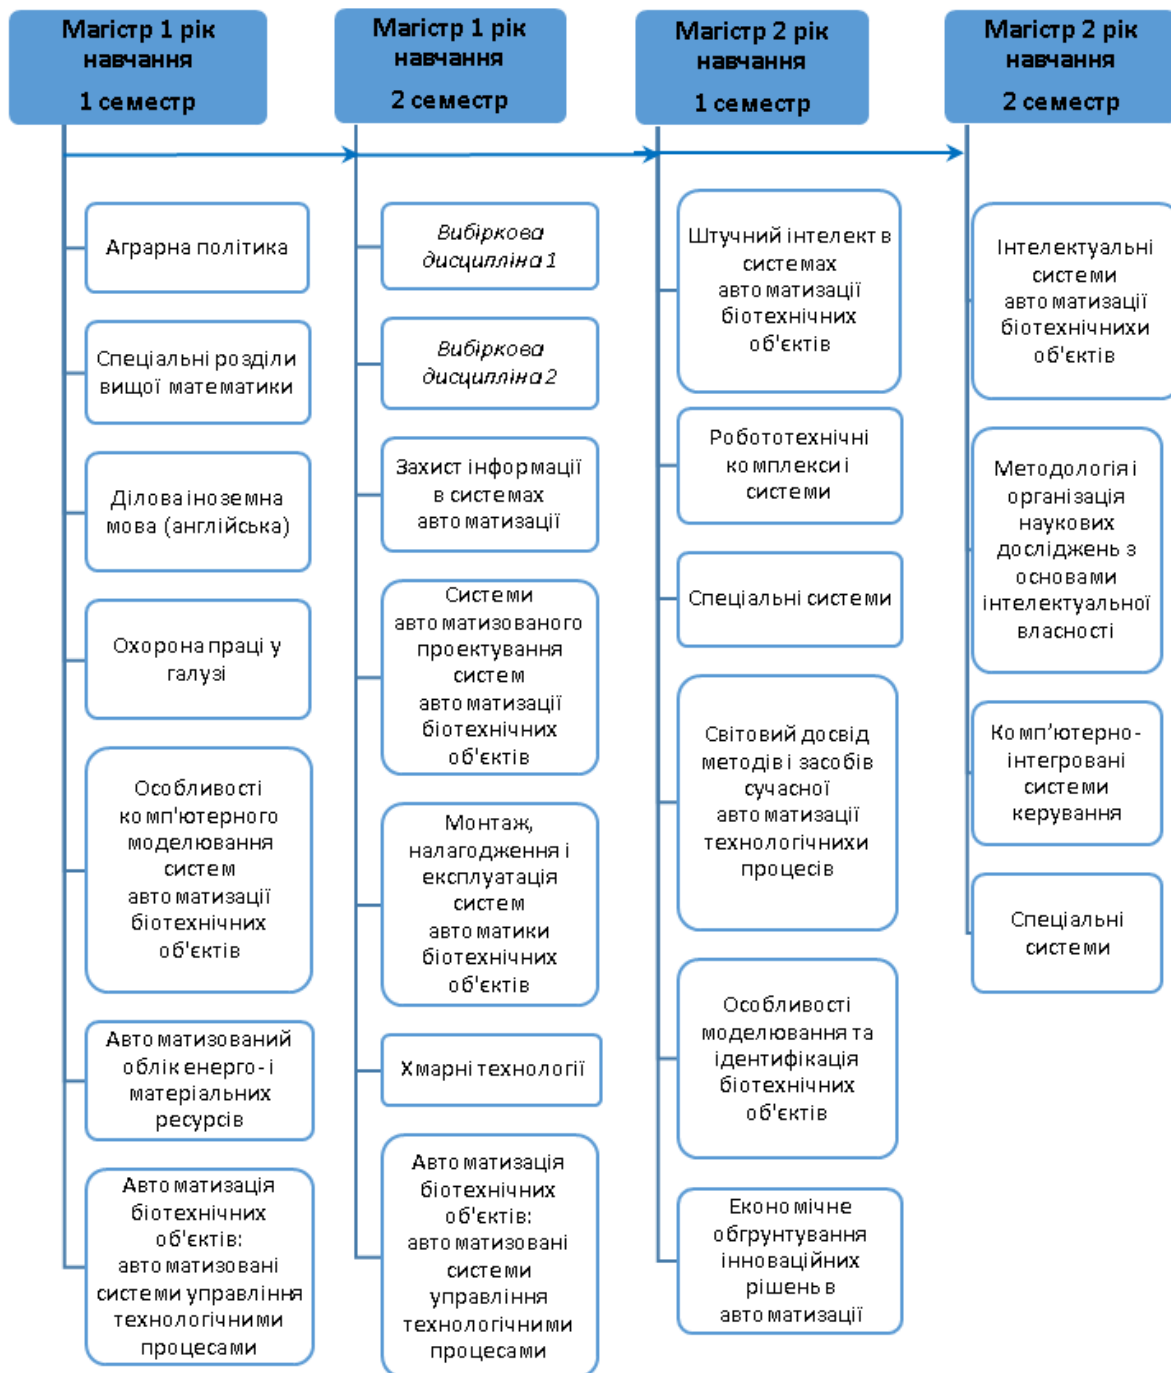 Магістр 1 рік
навчання
1 семестр
Аграрна політика
Спеціальні розділи
вищої математики
Ділова іноземна
мова (англійська)
Охорона праці у
галузі
Особливості
комп'ютерного
моделювання
систем
автоматизації
біотехнічних
об'єктів
Автоматизований
облік енерго- і
матеріальних
ресурсів
Автоматизація
біотехнічних
об'єктів:
автоматизовані
системи управління
технологічними
процесами
Магістр 1 рік
навчання
2 семестр
Вибіркова
дисципліна 1
Вибіркова
дисципліна 2
Захист інформації
в системах
автоматизації
Системи
автоматизованого
проектування
систем
автоматизації
біотехнічних
об'єктів
Монтаж,
налагодження і
експлуатація
систем
автоматики
біотехнічних
об'єктів
Хмарні технології
Автоматизація
біотехнічних
об'єктів:
автоматизовані
системи
управління
технологічними
процесами
Магістр 2 рік
навчання
1 семестр
Штучний інтелект в
системах
автоматизації
біотехнічних
об'єктів
Робототехнічні
комплекси і
системи
Спеціальні системи
Світовий досвід
методів і засобів
сучасної
автоматизації
технологічнихи
процесів
Особливості
моделювання та
ідентифікація
біотехнічних
об'єктів
Економічне
обгрунтування
інноваційних
рішень в
автоматизації
Магістр 2 рік
навчання
2 семестр
Інтелектуальні
системи
автоматизації
біотехнічнихи
об'єктів
Методологія і
організація
наукових
досліджень з
основами
інтелектуальної
власності
Комп'ютерно-
інтегровані
системи
керування
Спеціальні
системи